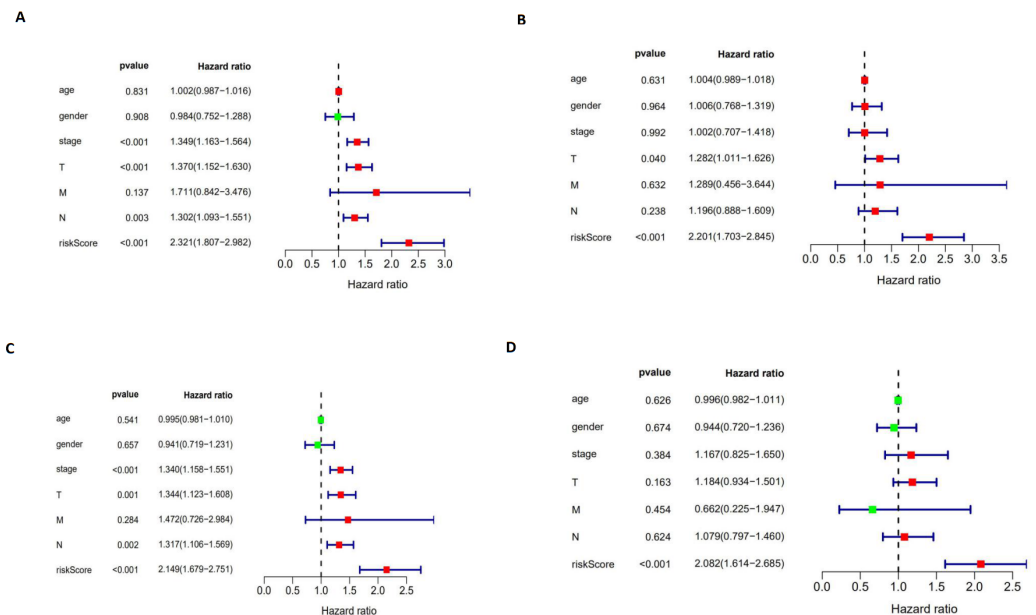 A
pvalue Hazard ratio
age 0.831 1.002(0.987−1.016)
gender 0.908 0.984(0.752−1.288)
stage <0.001 1.349(1.163−1.564)
T <0.001 1.370(1.152−1.630)
M 0.137 1.711(0.842−3.476)
N 0.003 1.302(1.093−1.551)
riskScore <0.001 2.321(1.807−2.982)
0.0 0.5 1.0 1.5 2.0 2.5 3.0
Hazard ratio
B
pvalue Hazard ratio
age 0.631 1.004(0.989−1.018)
gender 0.964 1.006(0.768−1.319)
stage 0.992 1.002(0.707−1.418)
T 0.040 1.282(1.011−1.626)
M 0.632 1.289(0.456−3.644)
N 0.238 1.196(0.888−1.609)
riskScore <0.001 2.201(1.703−2.845)
0.0 0.5 1.0 1.5 2.0 2.5 3.0 3.5
Hazard ratio
C
pvalue Hazard ratio
age 0.541 0.995(0.981−1.010)
gender 0.657 0.941(0.719−1.231)
stage <0.001 1.340(1.158−1.551)
T 0.001 1.344(1.123−1.608)
M 0.284 1.472(0.726−2.984)
N 0.002 1.317(1.106−1.569)
riskScore <0.001 2.149(1.679−2.751)
0.0 0.5 1.0 1.5 2.0 2.5
Hazard ratio
D
pvalue Hazard ratio
age 0.626 0.996(0.982−1.011)
gender 0.674 0.944(0.720−1.236)
stage 0.384 1.167(0.825−1.650)
T 0.163 1.184(0.934−1.501)
M 0.454 0.662(0.225−1.947)
N 0.624 1.079(0.797−1.460)
riskScore <0.001 2.082(1.614−2.685)
0.0 0.5 1.0 1.5 2.0 2.5
Hazard ratio